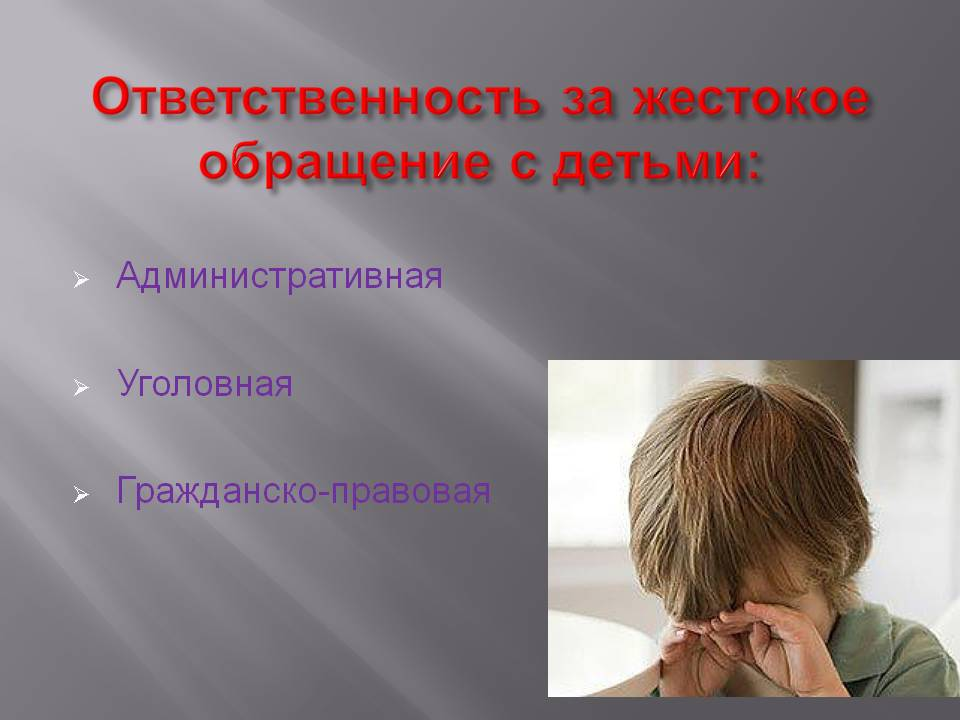 Ответственность за жестокое
обращение с детьми:
Административная
Уголовная
Гражданско-правовая